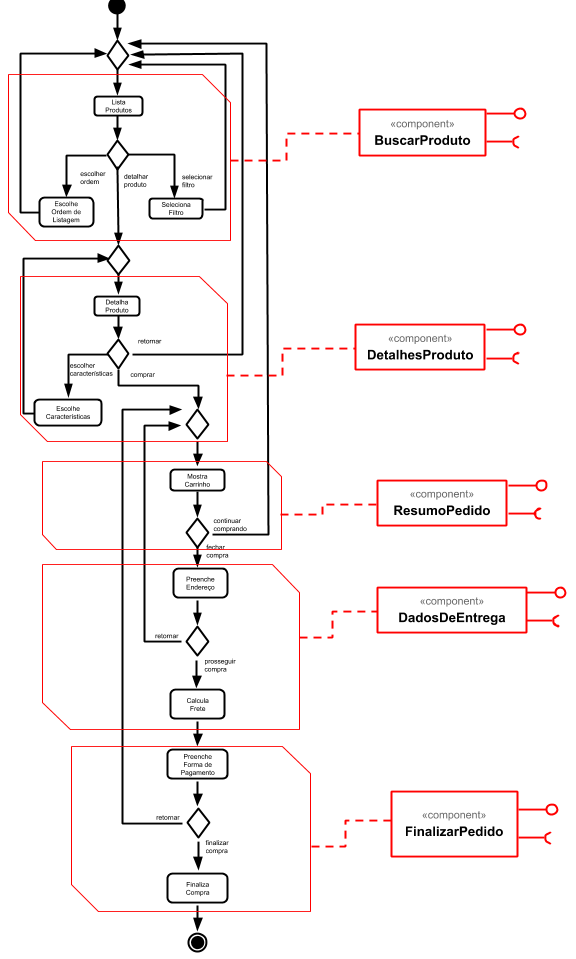 Lista
Produtos
escolher
ordem
detalhar
produto
selecionar
filtro
Escolhe
Ordem de
Listagem
Seleciona
Filtro
«component»
BuscarProduto
Detalha
Produto
retornar
escolher
características
comprar
Escolhe
Características
«component»
DetalhesProduto
Mostra
Carrinho
continuar
comprando
fechar
compra
«component»
ResumoPedido
Preenche
Endereço
retornar
prosseguir
compra
Calcula
Frete
«component»
DadosDeEntrega
Preenche
Forma de
Pagamento
retornar
finalizar
compra
Finaliza
Compra
«component»
FinalizarPedido